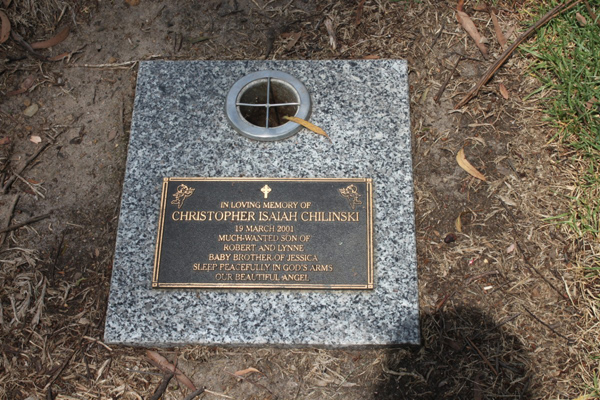 IN LOVING MEMORY OF
CHRISTOPHER ISAIAH CHILINSKI
19 MARCH 2001
MUCH-WANTED SON OF
ROBERT AND LYNNE
BABY BROTHER OF JESSICA
SLEEP PEACEFULLY IN GOD'S ARMS
OUR BEAUTIFUL ANGEL